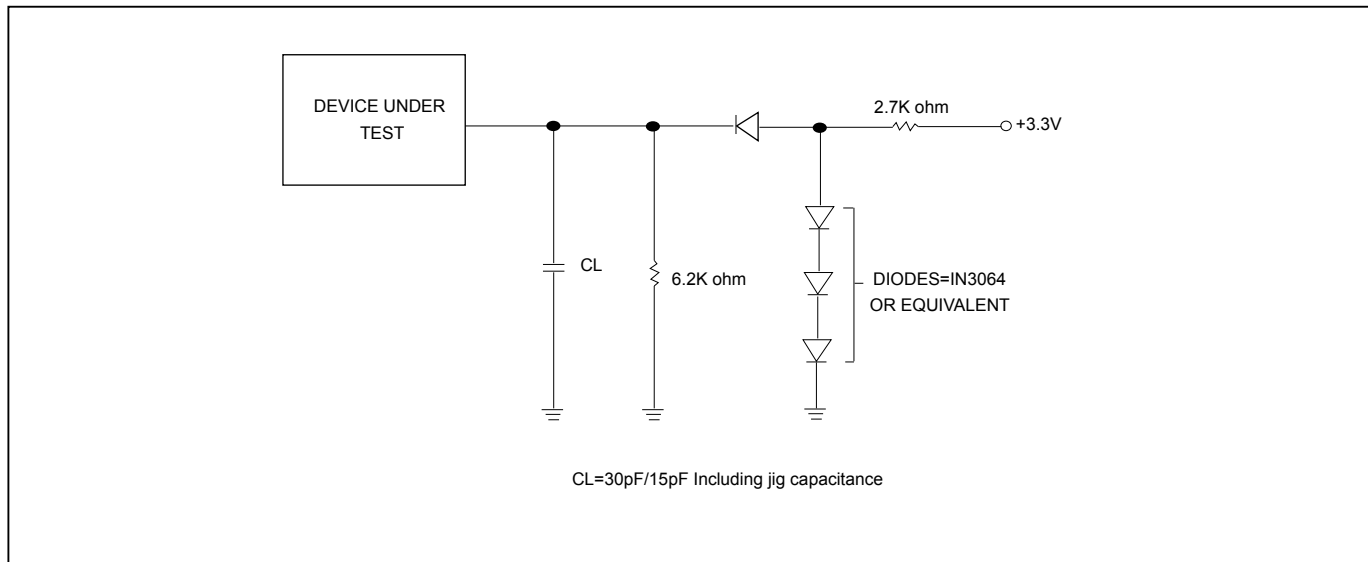 DEVICE UNDER
TEST
2.7K ohm
+3.3V
CL
6.2K ohm
DIODES=IN3064
OR EQUIVALENT
CL=30pF/15pF Including jig capacitance